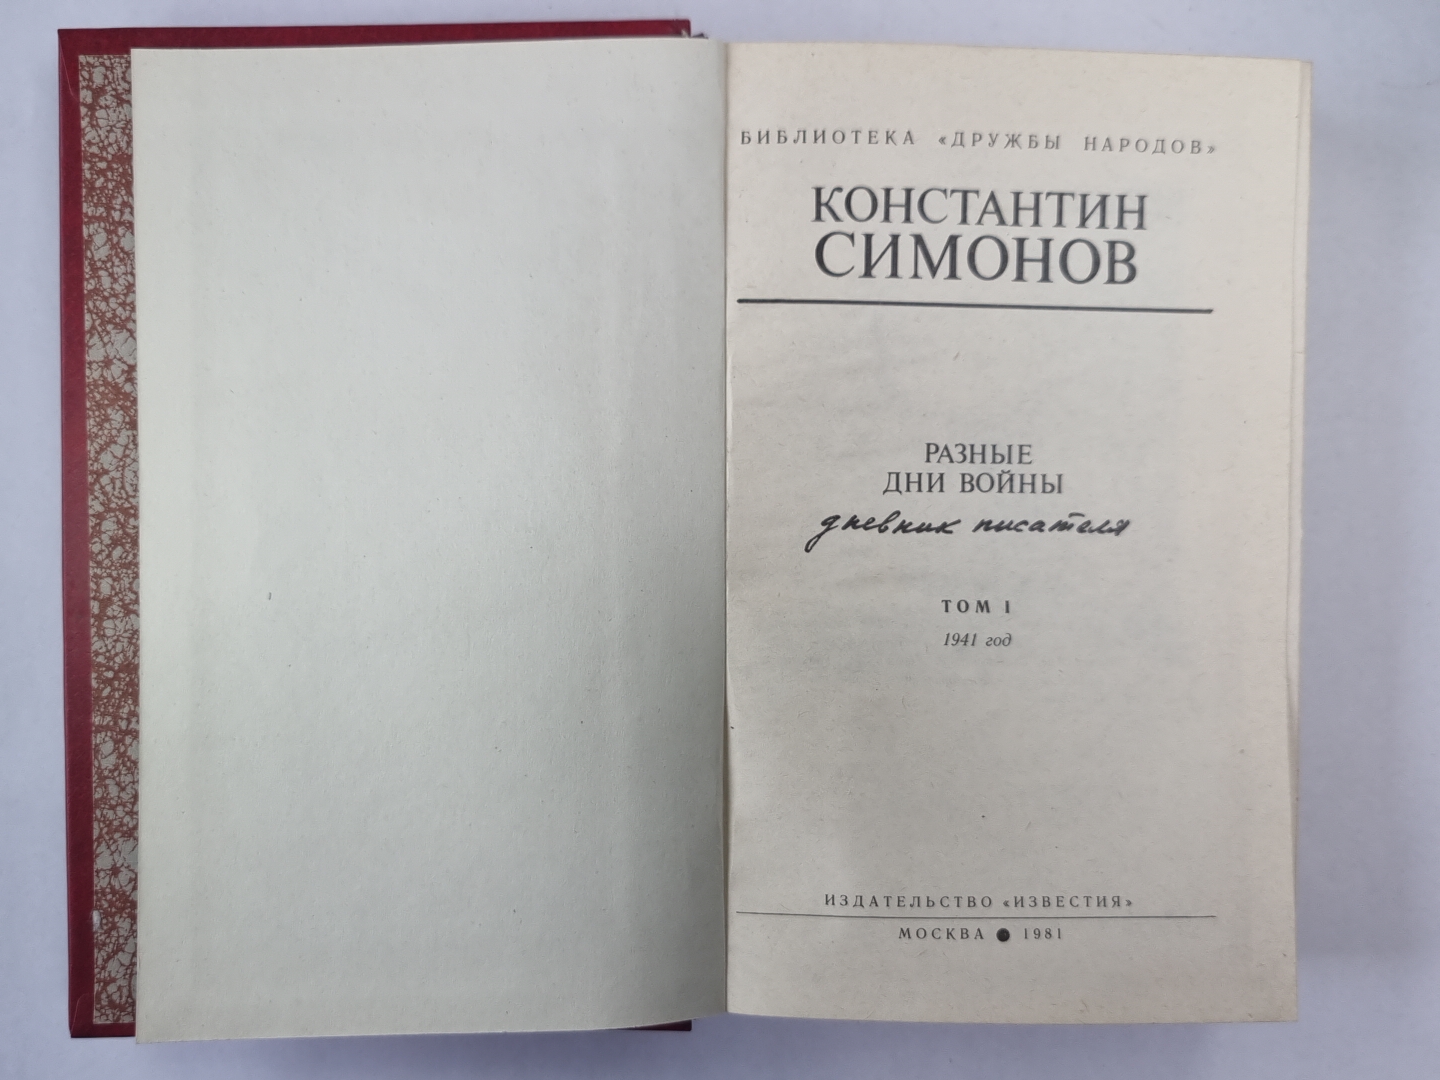 БИБЛИОТЕКА «ДРУЖБЫ НАРОДОВ»
КОНСТАНТИН
СИМОНОВ
РАЗНЫЕ
ДНИ ВОЙНЫ
дневник писателя
ТОМ I
1941 год
ИЗДАТЕЛЬСТВО «ИЗВЕСТИЯ»
МОСКВА ● 1981